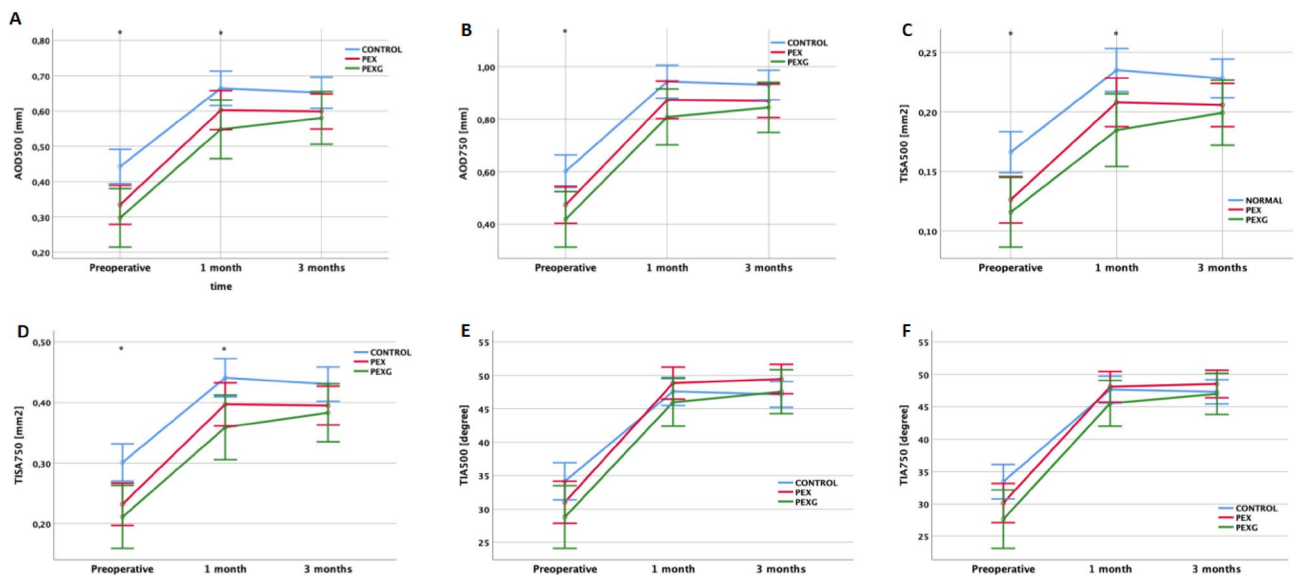 A
*
*
0,80
0,70
0,60
0,50
0,40
0,30
0,20
AOD500 [mm]
CONTROL
PEX
PEXG
Preoperative
1 month
3 months
time
B
*
1,00
0,80
0,60
0,40
AOD750 [mm]
CONTROL
PEX
PEXG
Preoperative
1 month
3 months
C
*
*
0,25
0,20
0,15
0,10
TISA500 [mm2]
NORMAL
PEX
PEXG
Preoperative
1 month
3 months
D
*
*
0,50
0,40
0,30
0,20
TISA750 [mm2]
CONTROL
PEX
PEXG
Preoperative
1 month
3 months
E
55
50
45
40
35
30
25
TIA500 [degree]
CONTROL
PEX
PEXG
Preoperative
1 month
3 months
F
55
50
45
40
35
30
25
TIA750 [degree]
CONTROL
PEX
PEXG
Preoperative
1 month
3 months